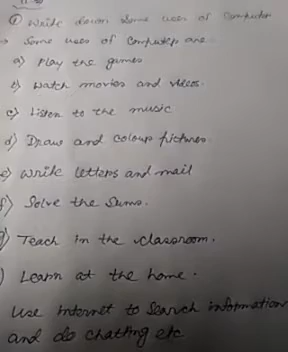 ① Write down some uses of Computer
→ Some uses of Computers are
a) Play the games
b) Watch movies and videos.
c) Listen to the music
d) Draw and colours pictures.
e) Write letters and mail
f) Solve the Sums.
) Teach in the classroom.
) Learn at the home.
Use internet to search information
and do chatting etc